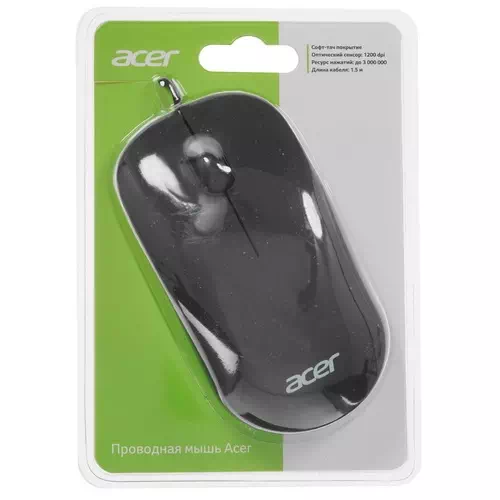 acer
Софт-тач покрытие
Оптический сенсор: 1200 dpi
Ресурс нажатий: до 3 000 000
Длина кабеля: 1.5 м
acer
Проводная мышь Acer